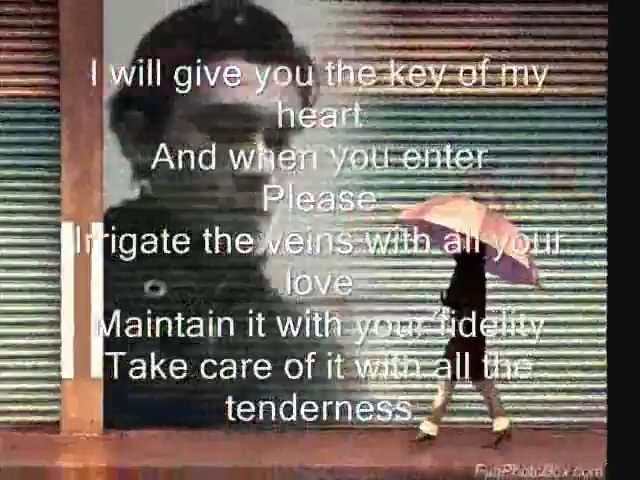 I will give you the key of my
heart
And when you enter
Please
Irrigate the veins with all your
love
Maintain it with your fidelity
Take care of it with all the
tenderness
FunPhotoBox.com